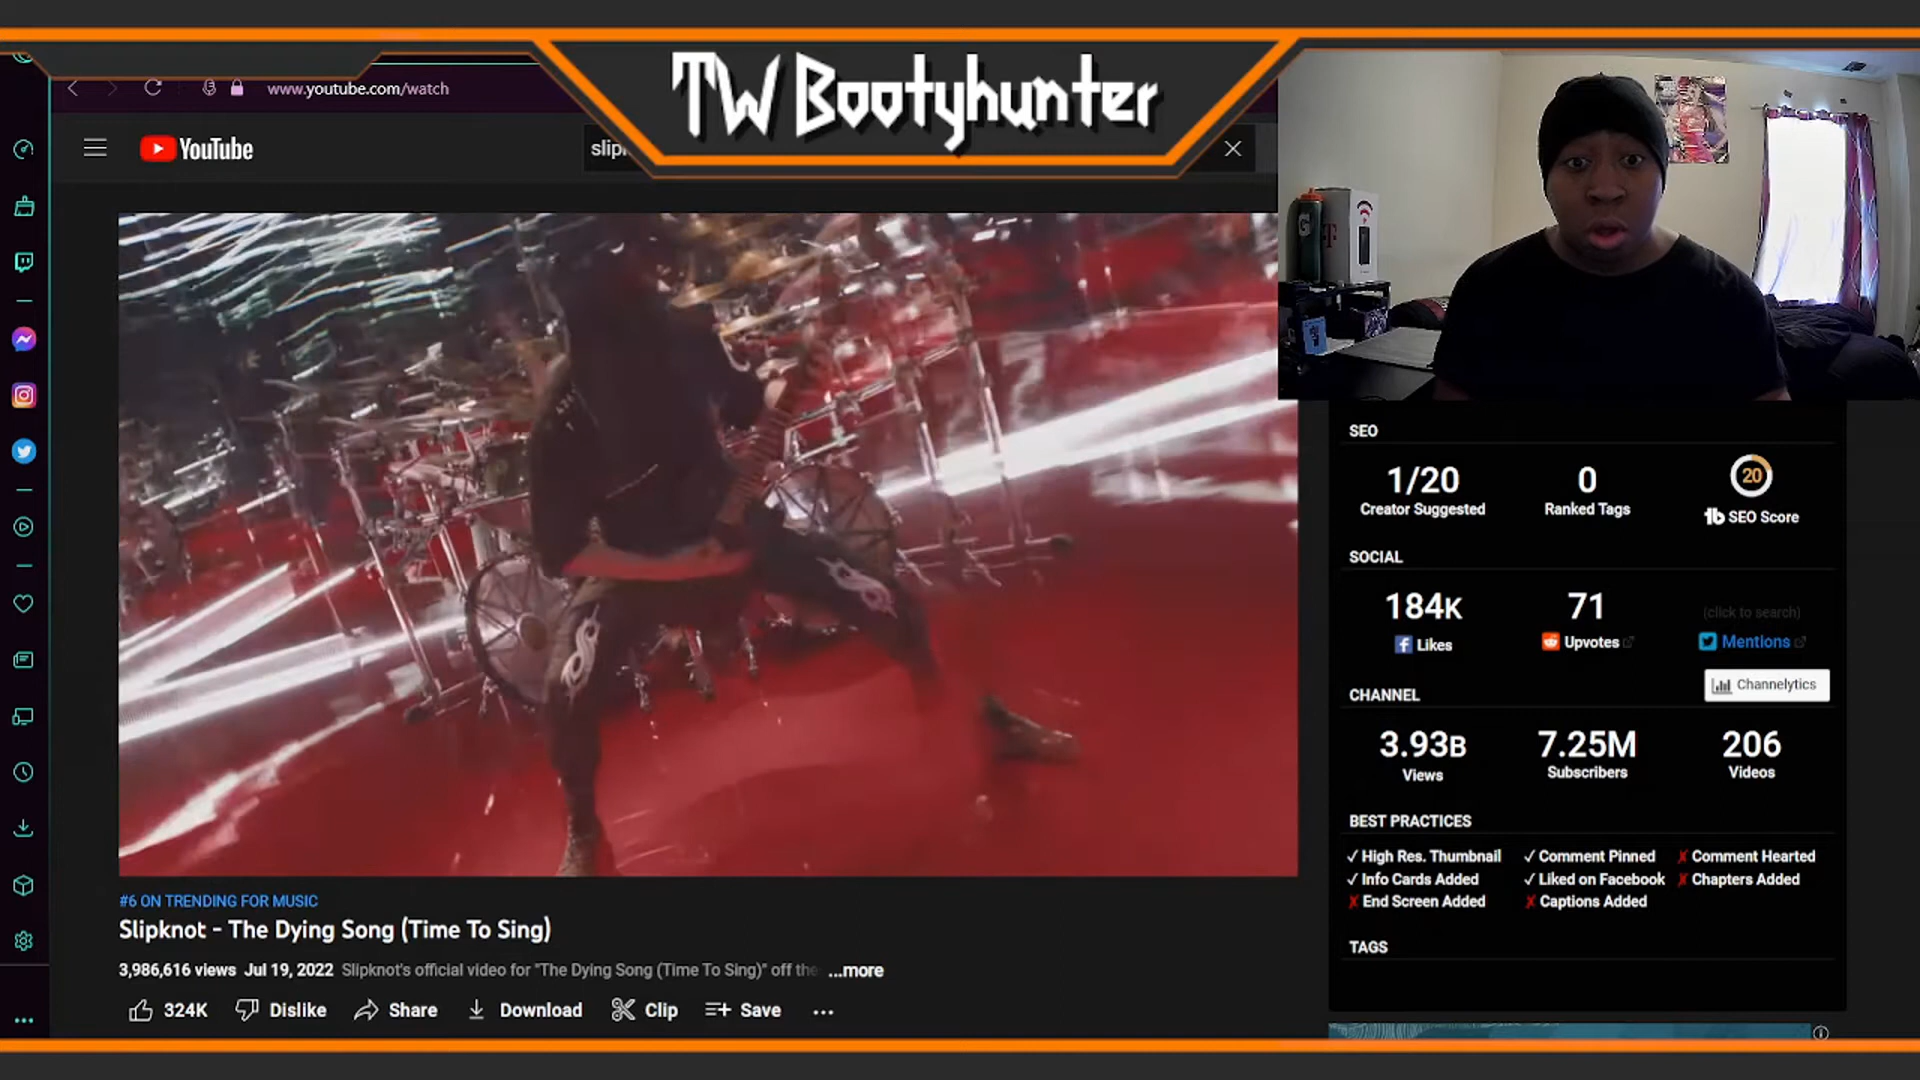 TW Bootyhunter
www.youtube.com/watch
YouTube
slip
#6 ON TRENDING FOR MUSIC
Slipknot - The Dying Song (Time To Sing)
3,986,616 views Jul 19, 2022 Slipknot's official video for "The Dying Song (Time To Sing)" off the ...more
324K Dislike Share Download Clip Save
SEO
1/20 0 20
Creator Suggested Ranked Tags tb SEO Score
SOCIAL
184K 71 (click to search)
Likes Upvotes Mentions
Channelytics
CHANNEL
3.93B 7.25M 206
Views Subscribers Videos
BEST PRACTICES
✓ High Res. Thumbnail ✓ Comment Pinned ✗ Comment Hearted
✓ Info Cards Added ✓ Liked on Facebook ✗ Chapters Added
✗ End Screen Added ✗ Captions Added
TAGS